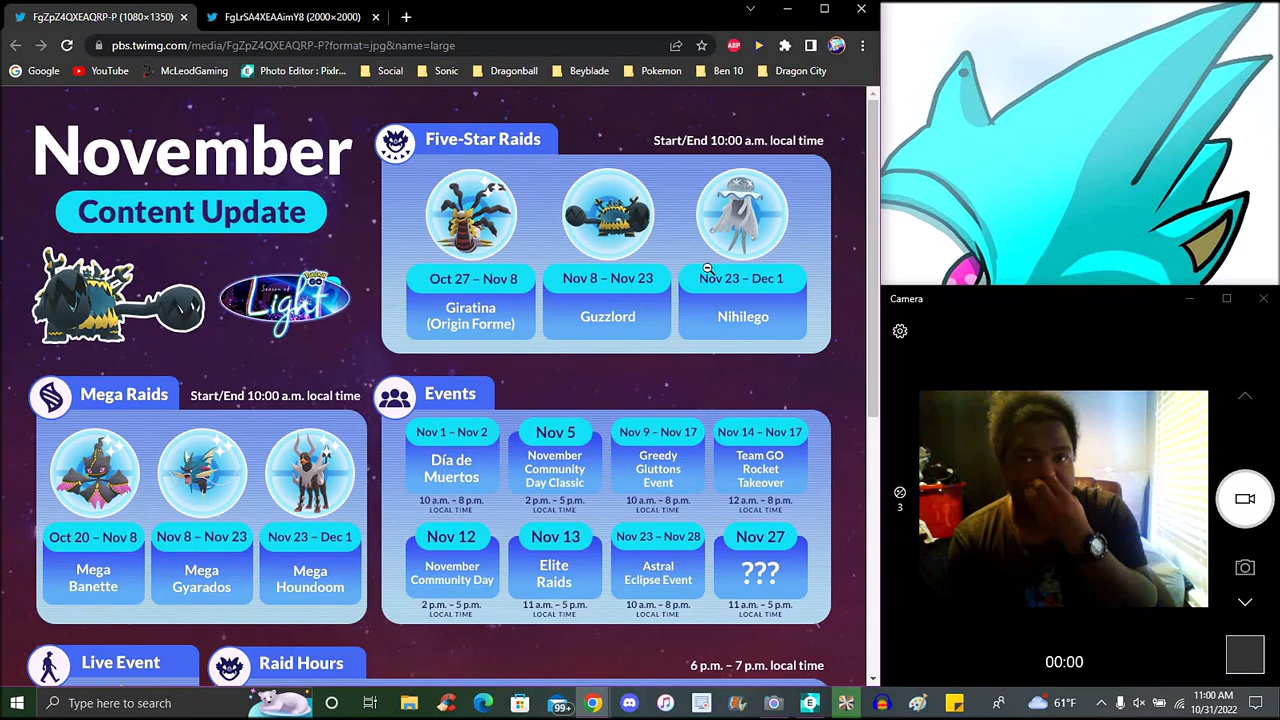 FgZpZ4QXEAQRP-P (1080×1350)
FgLrSA4XEAAimY8 (2000×2000)
pbs.twimg.com/media/FgZpZ4QXEAQRP-P?format=jpg&name=large
ABP
Google
YouTube
McLeodGaming
Photo Editor : Pixlr...
Social
Sonic
Dragonball
Beyblade
Pokemon
Ben 10
Dragon City
November
Content Update
Season of
Light
Pokémon GO
Five-Star Raids
Start/End 10:00 a.m. local time
Oct 27 – Nov 8
Giratina
(Origin Forme)
Nov 8 – Nov 23
Guzzlord
Nov 23 – Dec 1
Nihilego
Mega Raids
Start/End 10:00 a.m. local time
Oct 20 – Nov 8
Mega
Banette
Nov 8 – Nov 23
Mega
Gyarados
Nov 23 – Dec 1
Mega
Houndoom
Events
Nov 1 – Nov 2
Día de
Muertos
10 a.m. – 8 p.m.
LOCAL TIME
Nov 5
November
Community
Day Classic
2 p.m. – 5 p.m.
LOCAL TIME
Nov 9 – Nov 17
Greedy
Gluttons
Event
10 a.m. – 8 p.m.
LOCAL TIME
Nov 14 – Nov 17
Team GO
Rocket
Takeover
12 a.m. – 8 p.m.
LOCAL TIME
Nov 12
November
Community Day
2 p.m. – 5 p.m.
LOCAL TIME
Nov 13
Elite
Raids
11 a.m. – 5 p.m.
LOCAL TIME
Nov 23 – Nov 28
Astral
Eclipse Event
10 a.m. – 8 p.m.
LOCAL TIME
Nov 27
???
11 a.m. – 5 p.m.
LOCAL TIME
Live Event
Raid Hours
6 p.m. – 7 p.m. local time
Camera
3
00:00
Type here to search
99+
61°F
11:00 AM
10/31/2022